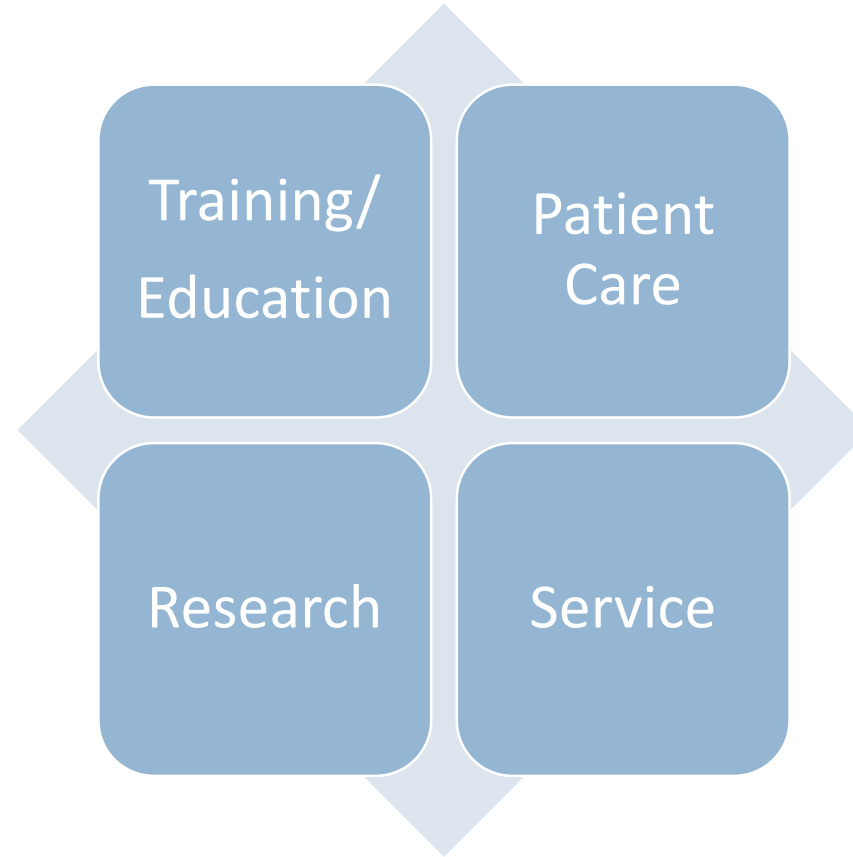 Training/
Education
Patient
Care
Research
Service